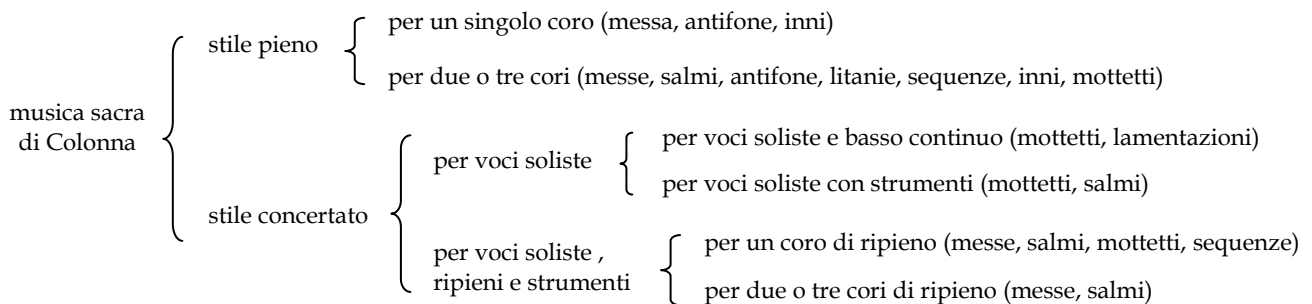 musica sacra
di Colonna
stile pieno
per un singolo coro (messa, antifone, inni)
per due o tre cori (messe, salmi, antifone, litanie, sequenze, inni, mottetti)
stile concertato
per voci soliste
per voci soliste e basso continuo (mottetti, lamentazioni)
per voci soliste con strumenti (mottetti, salmi)
per voci soliste ,
ripieni e strumenti
per un coro di ripieno (messe, salmi, mottetti, sequenze)
per due o tre cori di ripieno (messe, salmi)